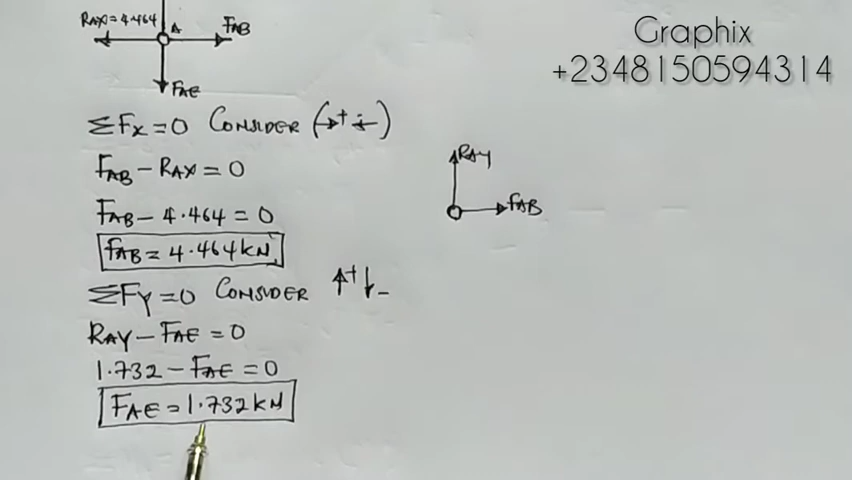 Graphix
+2348150594314
RAX=4.464
A
FAB
FAE
ΣFx=0 CONSIDER (→+ ←-)
FAB-RAX=0
RAY
FAB-4.464=0
FAB
FAB=4.464KN
ΣFy=0 CONSIDER ↑+↓-
RAY-FAE=0
1.732-FAE=0
FAE=1.732KN